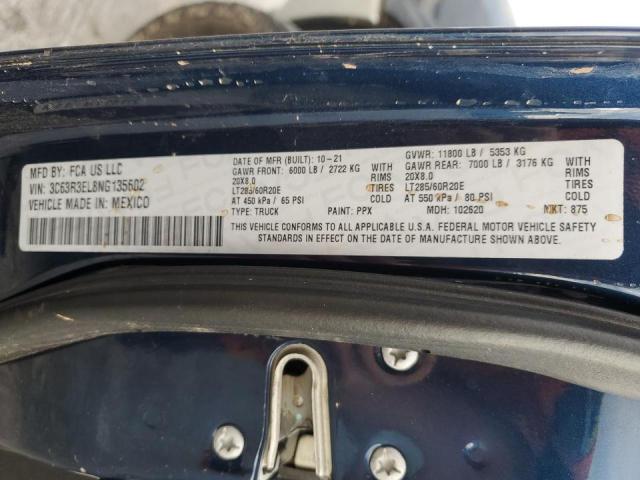 MFD BY: FCA US LLC
VIN: 3C63R3EL8NG135602
VEHICLE MADE IN: MEXICO
DATE OF MFR (BUILT): 10-21
GAWR FRONT: 6000 LB / 2722 KG
20X8.0
LT285/60R20E
AT 450 kPa / 65 PSI
TYPE: TRUCK
WITH
RIMS
TIRES
COLD
PAINT: PPX
GVWR: 11800 LB / 5353 KG
GAWR REAR: 7000 LB / 3176 KG
20X8.0
LT285/60R20E
AT 550 kPa / 80 PSI
MDH: 102620
WITH
RIMS
TIRES
COLD
MKT: 875
THIS VEHICLE CONFORMS TO ALL APPLICABLE U.S.A. FEDERAL MOTOR VEHICLE SAFETY
STANDARDS IN EFFECT ON THE DATE OF MANUFACTURE SHOWN ABOVE.